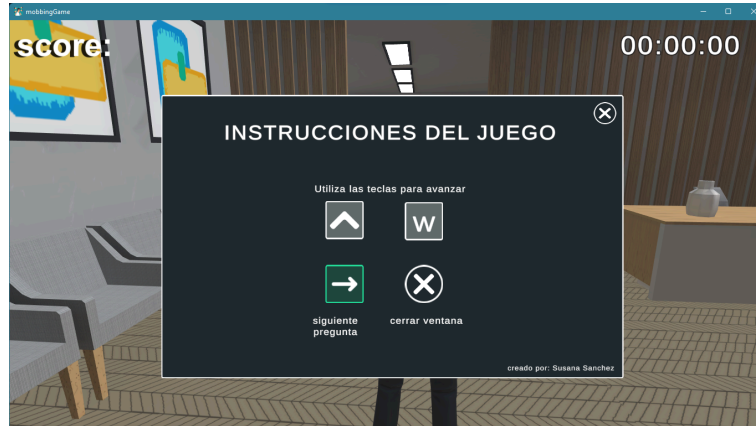 mobbingGame
score:
00:00:00
INSTRUCCIONES DEL JUEGO
Utiliza las teclas para avanzar
W
siguiente
pregunta
cerrar ventana
creado por: Susana Sanchez